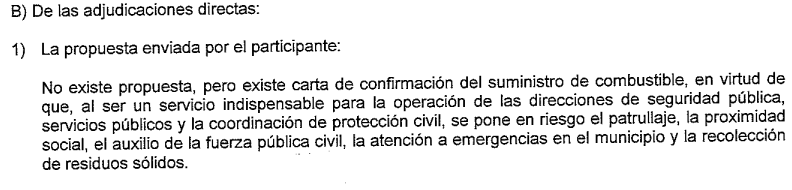 B) De las adjudicaciones directas:
1) La propuesta enviada por el participante:
No existe propuesta, pero existe carta de confirmación del suministro de combustible, en virtud de
que, al ser un servicio indispensable para la operación de las direcciones de seguridad pública,
servicios públicos y la coordinación de protección civil, se pone en riesgo el patrullaje, la proximidad
social, el auxilio de la fuerza pública civil, la atención a emergencias en el municipio y la recolección
de residuos sólidos.